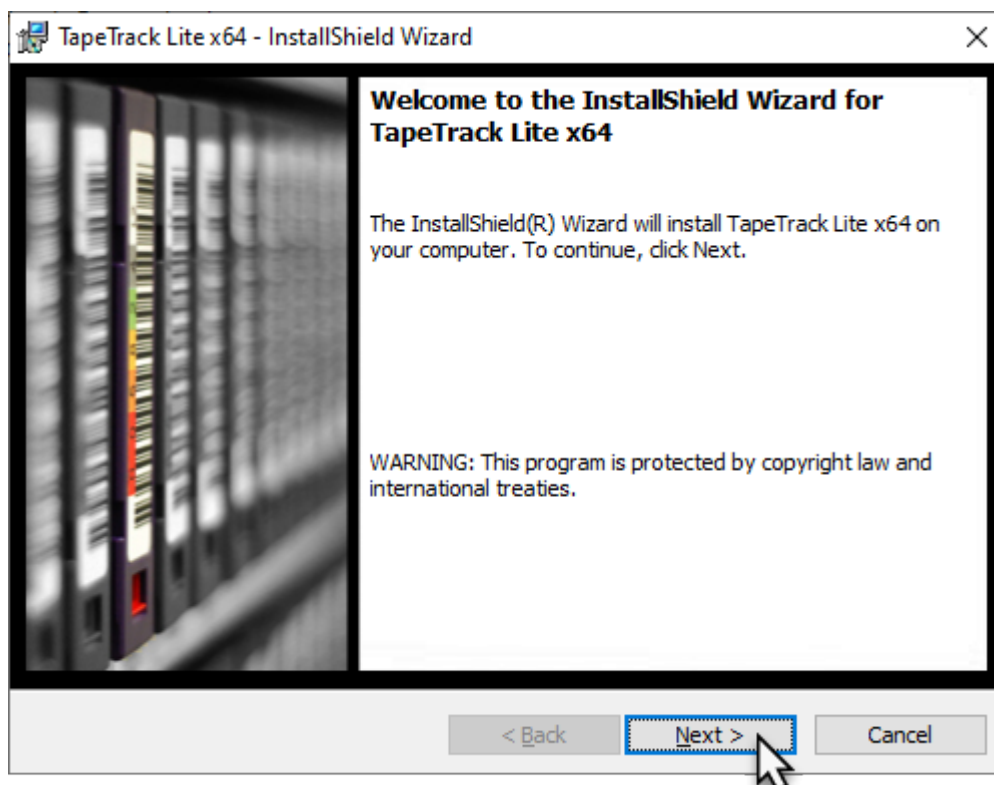 TapeTrack Lite x64 - InstallShield Wizard
Welcome to the InstallShield Wizard for
TapeTrack Lite x64
The InstallShield(R) Wizard will install TapeTrack Lite x64 on
your computer. To continue, click Next.
WARNING: This program is protected by copyright law and
international treaties.
< Back
Next >
Cancel